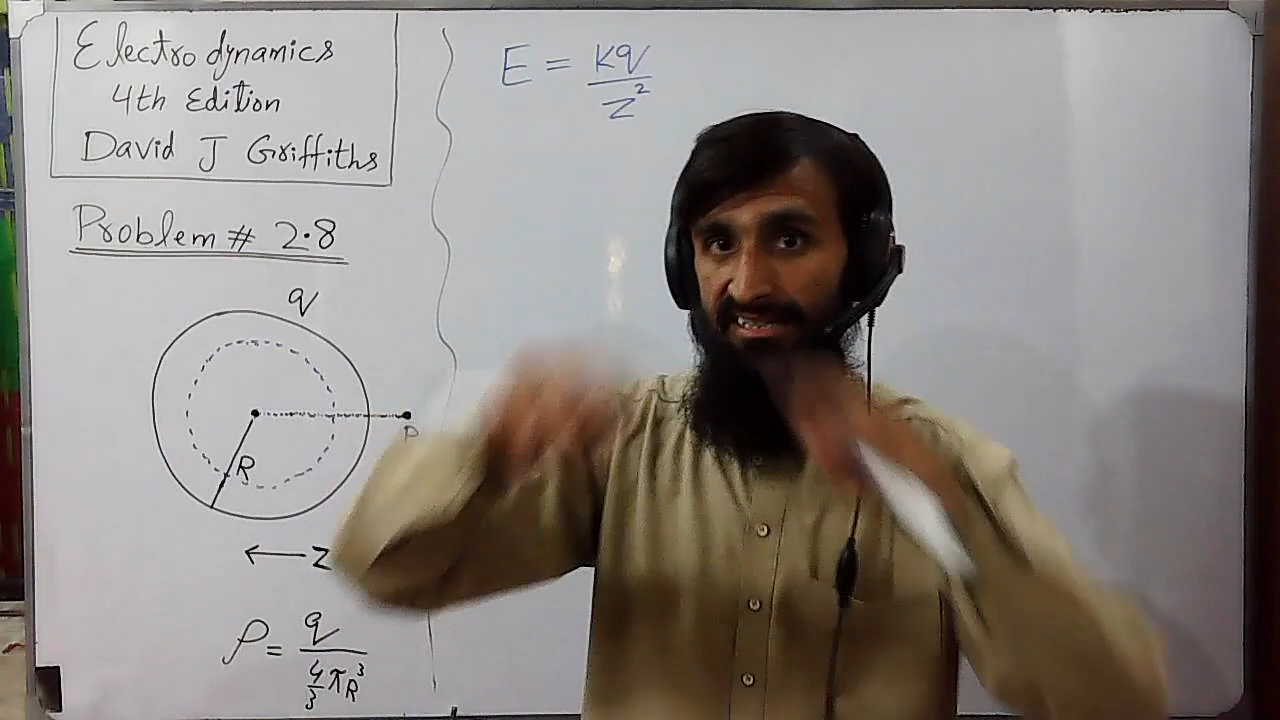 Electrodynamics
4th Edition
David J Griffiths
Problem # 2.8
q
R
P
← z
ρ = q / 4/3 πR³
E = Kq / z²